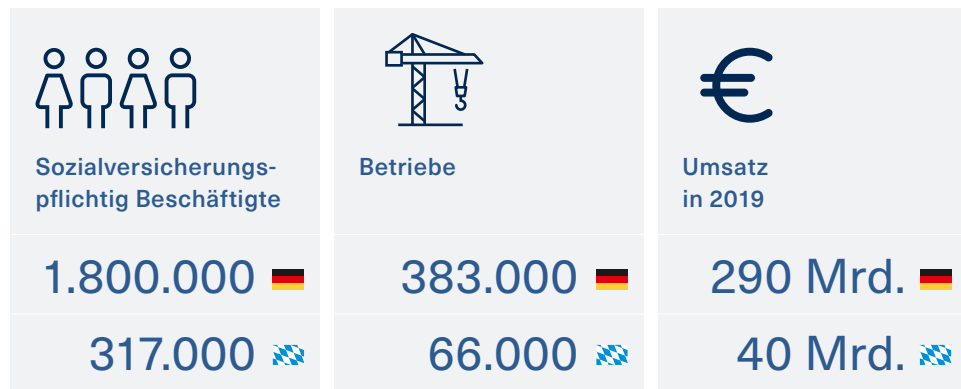 Sozialversicherungs-
pflichtig Beschäftigte
1.800.000
317.000
Betriebe
383.000
66.000
€
Umsatz
in 2019
290 Mrd.
40 Mrd.